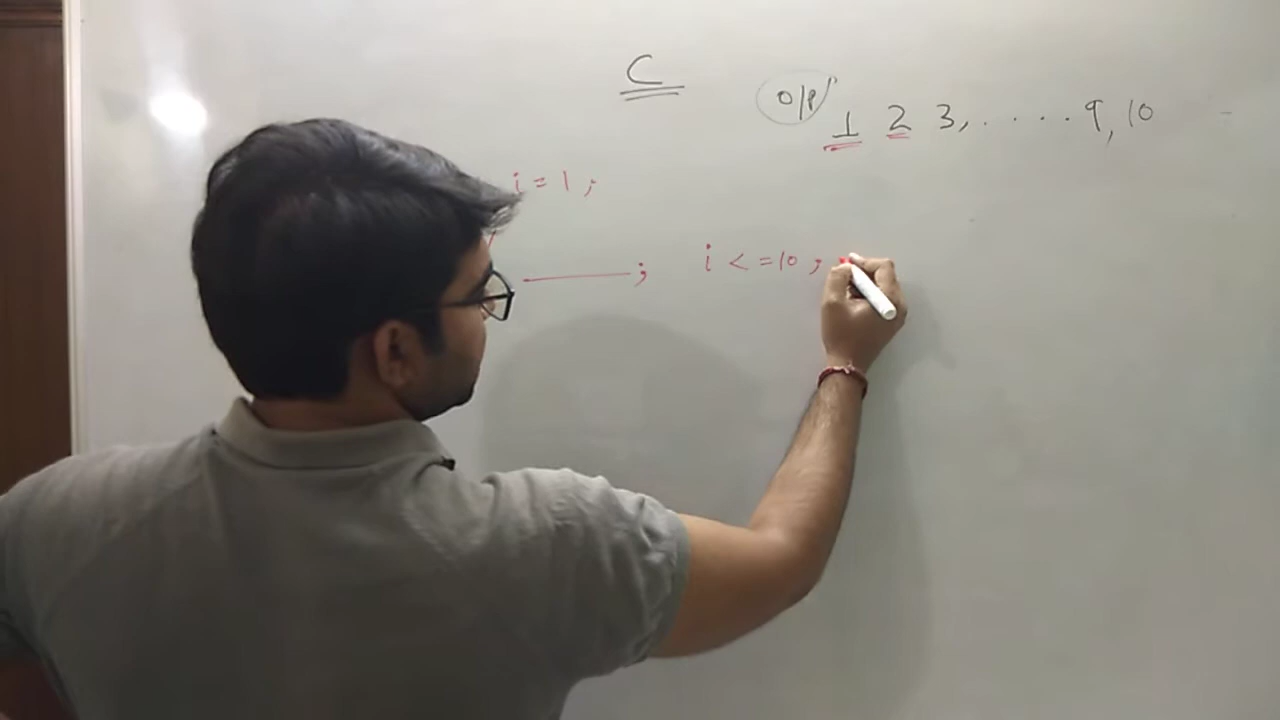 C
O/P 1 2 3, . . . . . 9, 10
i = 1 ;
; i < = 10 ;